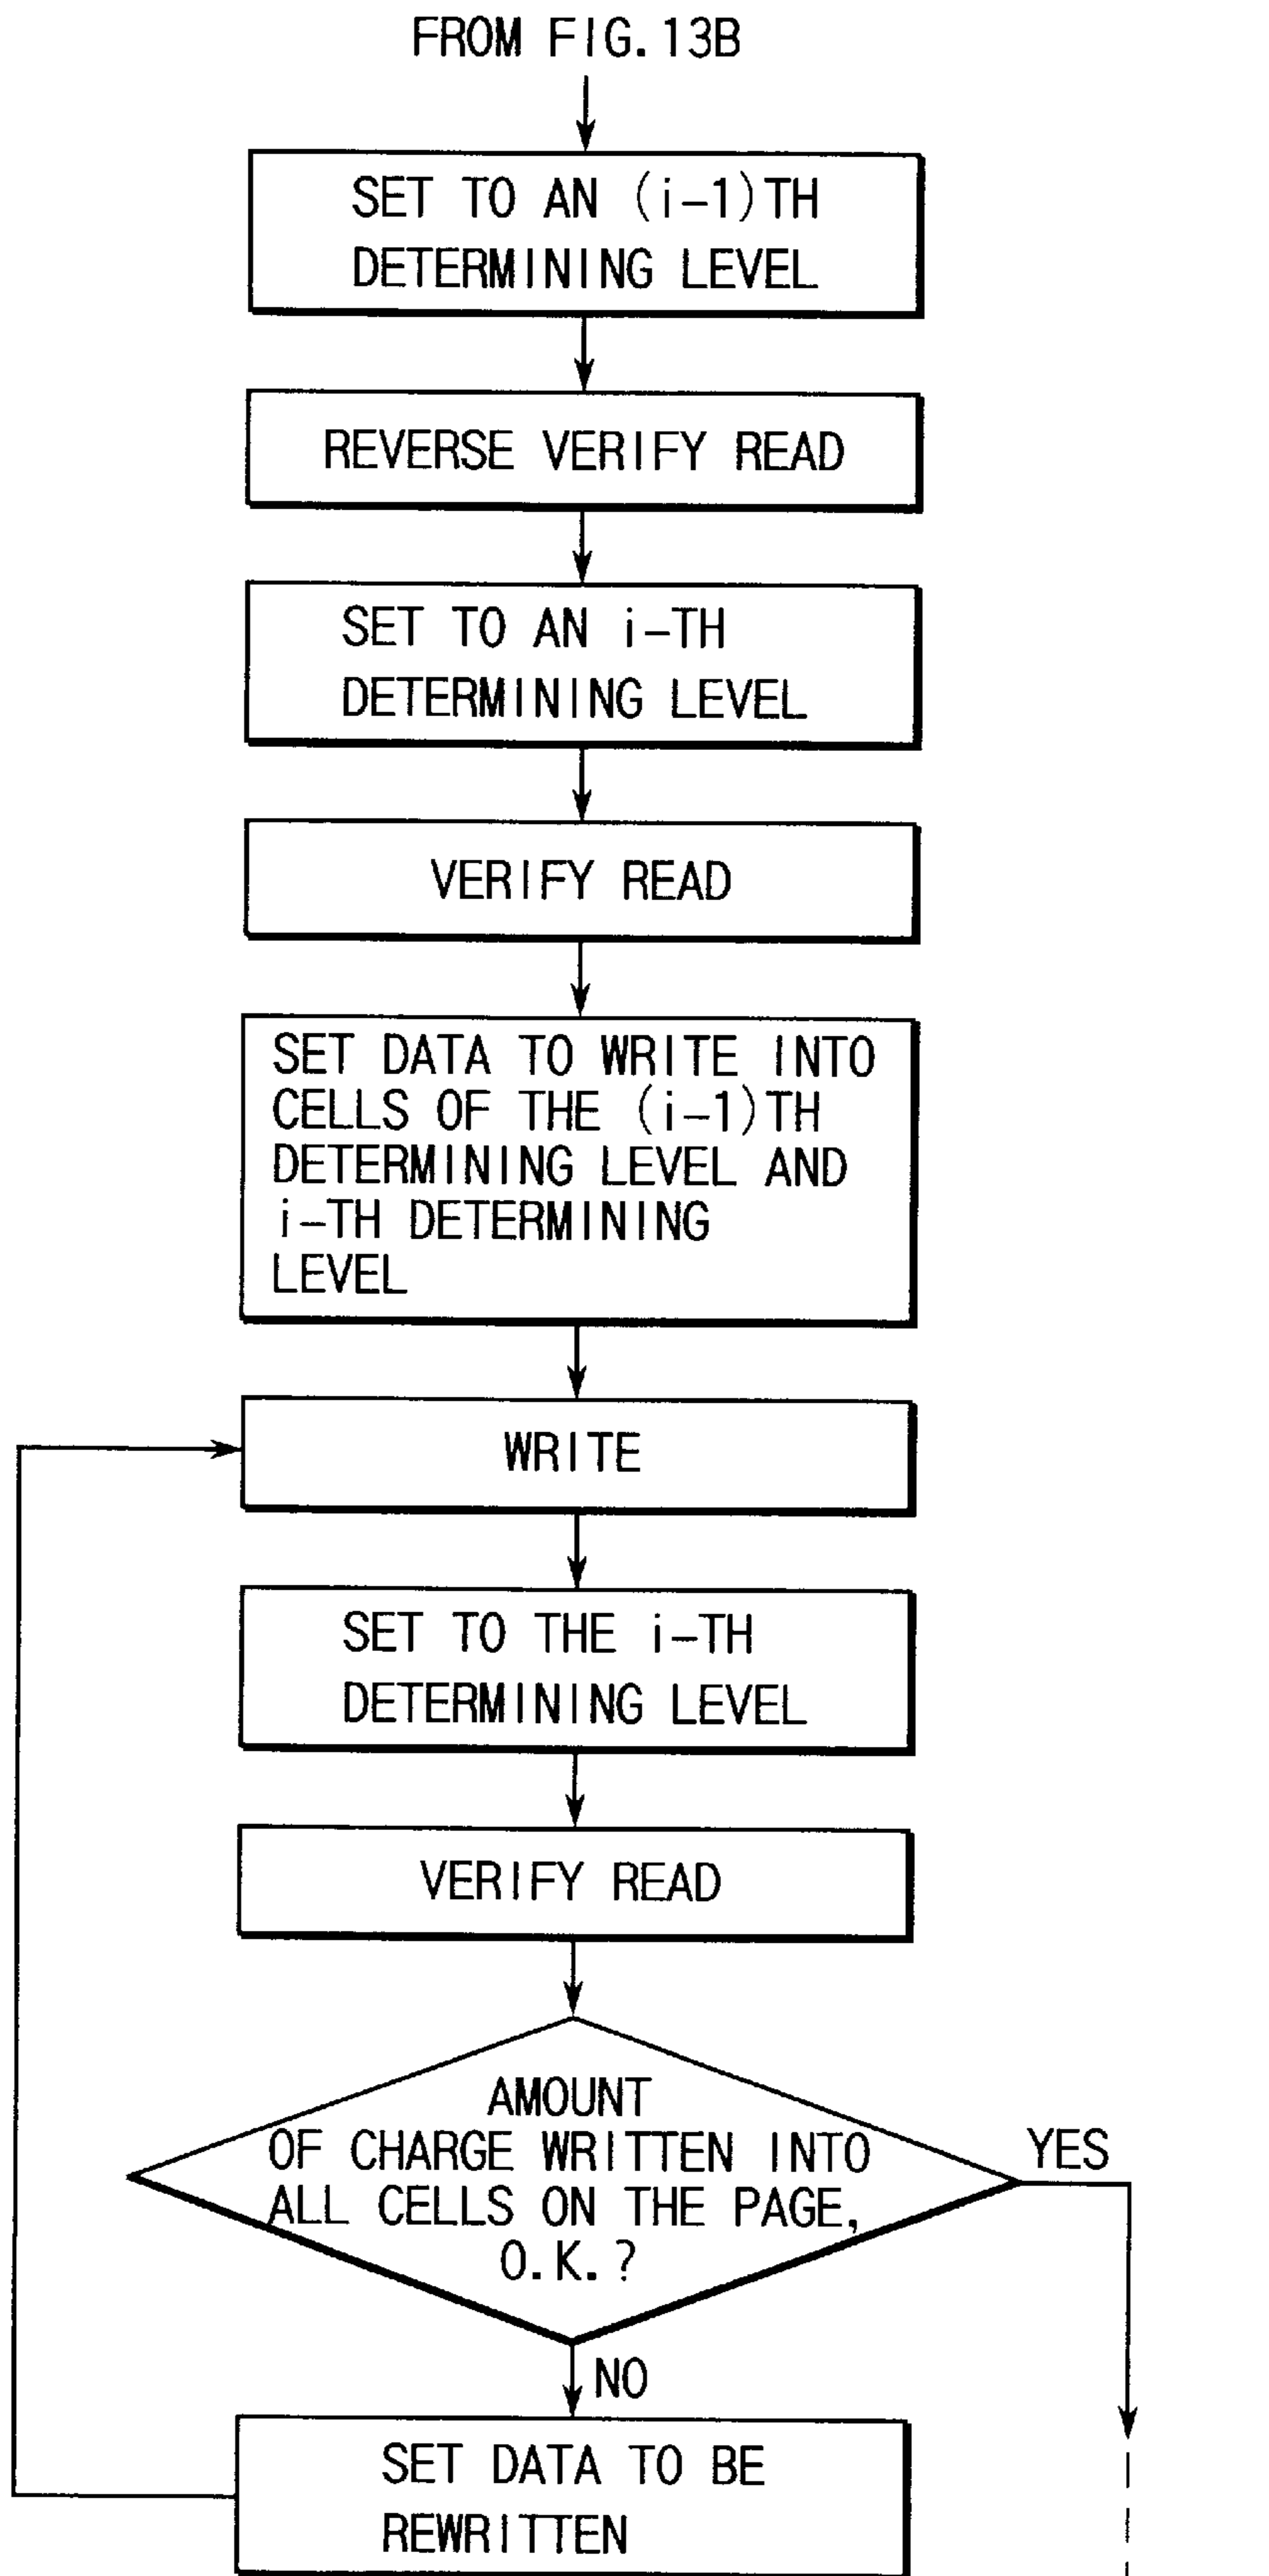 FROM FIG. 13B
SET TO AN (i-1)TH
DETERMINING LEVEL
REVERSE VERIFY READ
SET TO AN i-TH
DETERMINING LEVEL
VERIFY READ
SET DATA TO WRITE INTO
CELLS OF THE (i-1)TH
DETERMINING LEVEL AND
i-TH DETERMINING
LEVEL
WRITE
SET TO THE i-TH
DETERMINING LEVEL
VERIFY READ
AMOUNT
OF CHARGE WRITTEN INTO
ALL CELLS ON THE PAGE,
O.K.?
YES
NO
SET DATA TO BE
REWRITTEN